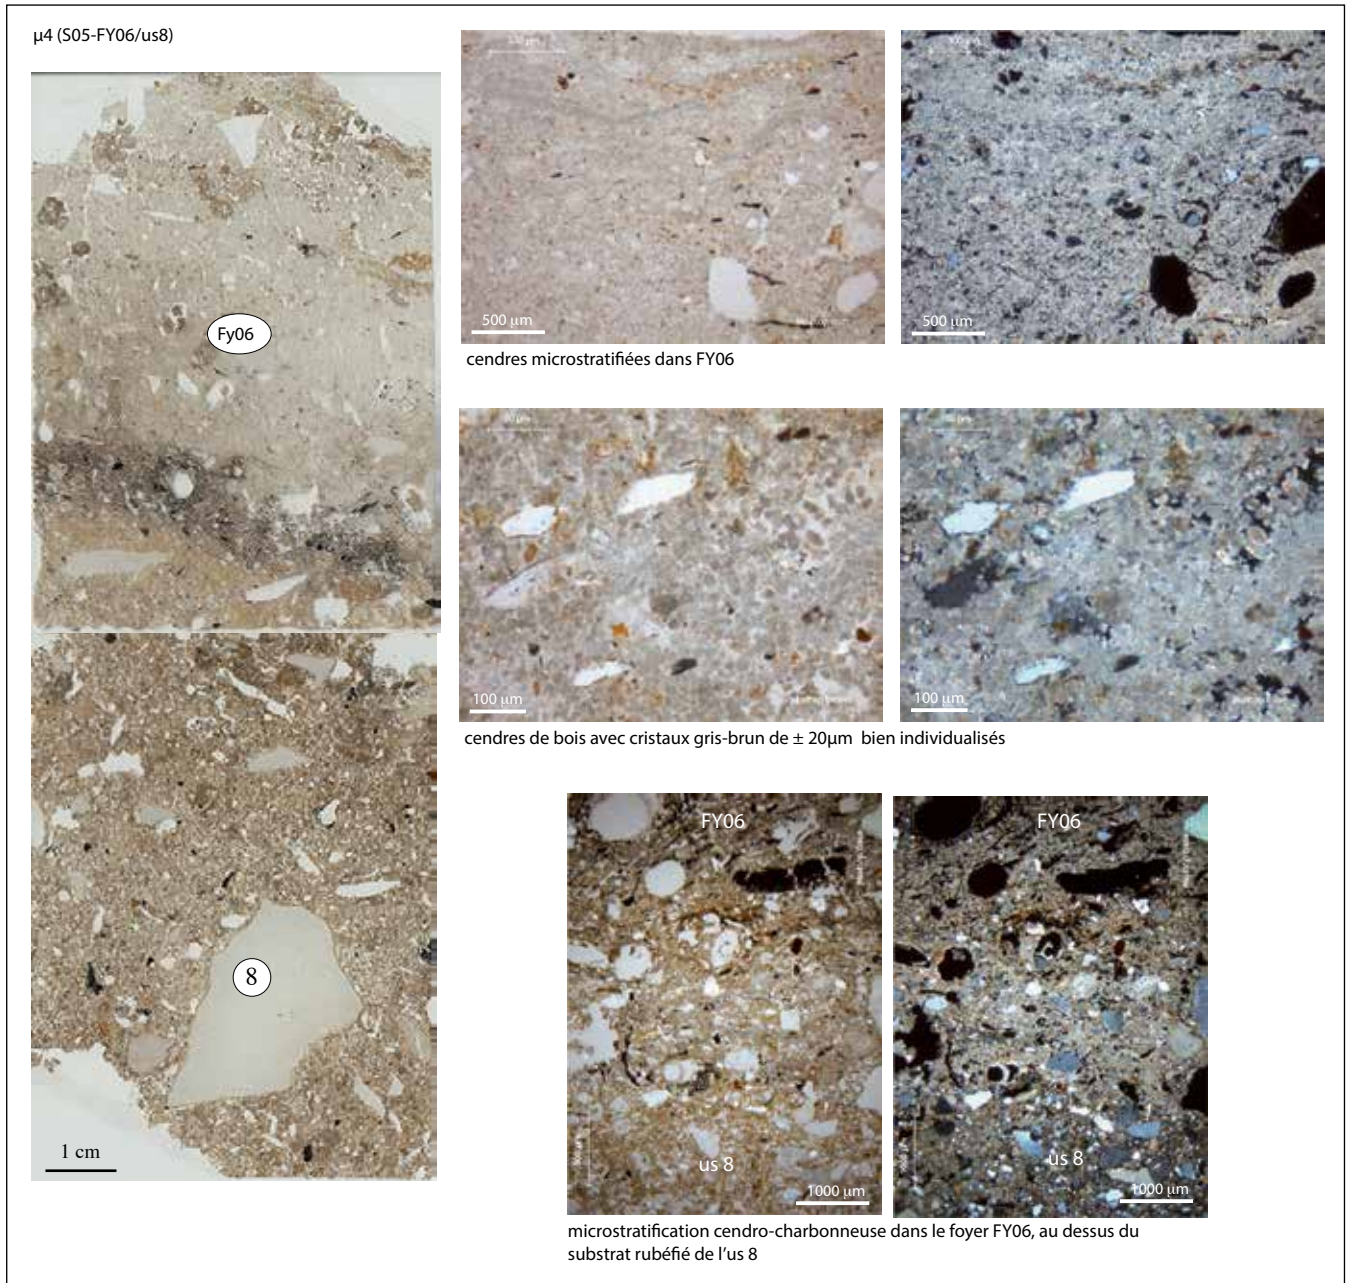 µ4 (S05-FY06/us8)
Fy06
8
1 cm
500 µm
500 µm
cendres microstratifiées dans FY06
100 µm
100 µm
cendres de bois avec cristaux gris-brun de ± 20µm bien individualisés
FY06
FY06
us 8
us 8
1000 µm
1000 µm
microstratification cendro-charbonneuse dans le foyer FY06, au dessus du
substrat rubéfié de l'us 8